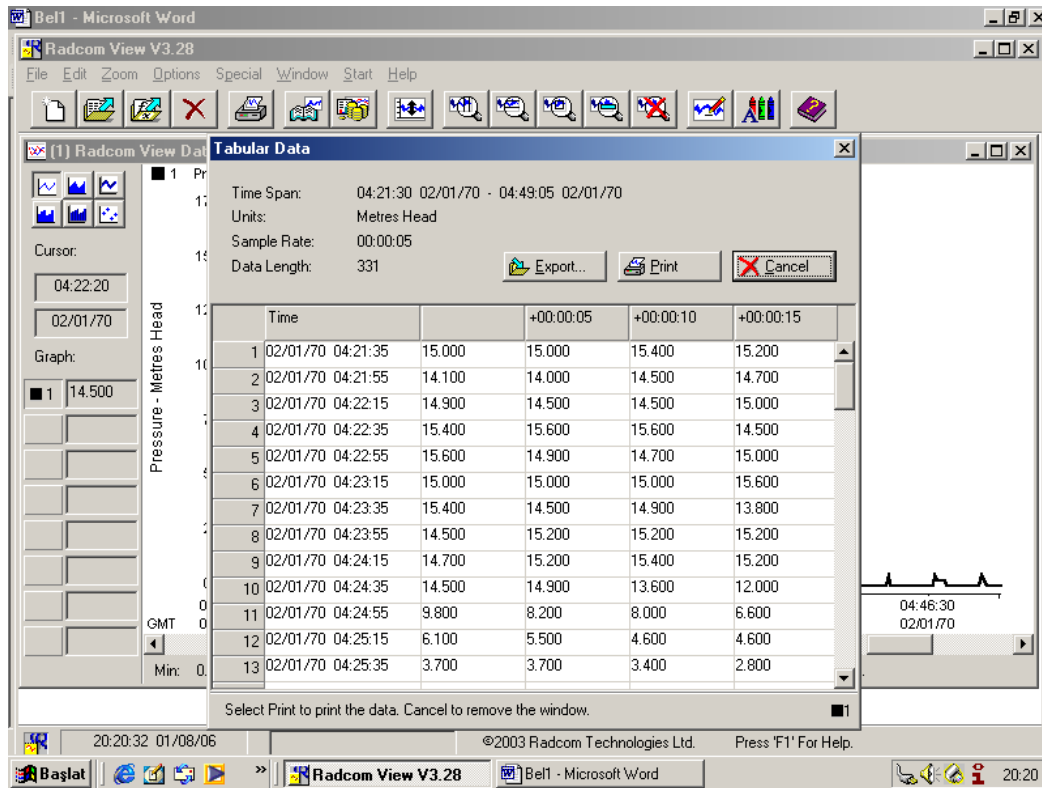 Bel1 - Microsoft Word
Radcom View V3.28
File Edit Zoom Options Special Window Start Help
(1) Radcom View Dat
Tabular Data
Time Span: 04:21:30 02/01/70 - 04:49:05 02/01/70
Units: Metres Head
Sample Rate: 00:00:05
Data Length: 331
Export... Print Cancel
Cursor:
04:22:20
02/01/70
Graph:
1 14.500
1 Pr
Pressure - Metres Head
Time +00:00:05 +00:00:10 +00:00:15
1 02/01/70 04:21:35 15.000 15.000 15.400 15.200
2 02/01/70 04:21:55 14.100 14.000 14.500 14.700
3 02/01/70 04:22:15 14.900 14.500 14.500 15.000
4 02/01/70 04:22:35 15.400 15.600 15.600 14.500
5 02/01/70 04:22:55 15.600 14.900 14.700 15.000
6 02/01/70 04:23:15 15.000 15.000 15.000 15.600
7 02/01/70 04:23:35 15.400 14.500 14.900 13.800
8 02/01/70 04:23:55 14.500 15.200 15.200 15.200
9 02/01/70 04:24:15 14.700 15.200 15.400 15.200
10 02/01/70 04:24:35 14.500 14.900 13.600 12.000
11 02/01/70 04:24:55 9.800 8.200 8.000 6.600
12 02/01/70 04:25:15 6.100 5.500 4.600 4.600
13 02/01/70 04:25:35 3.700 3.700 3.400 2.800
GMT
04:46:30
02/01/70
Min: 0.
Select Print to print the data. Cancel to remove the window. 1
20:20:32 01/08/06 ©2003 Radcom Technologies Ltd. Press 'F1' For Help.
Başlat » Radcom View V3.28 Bel1 - Microsoft Word 20:20